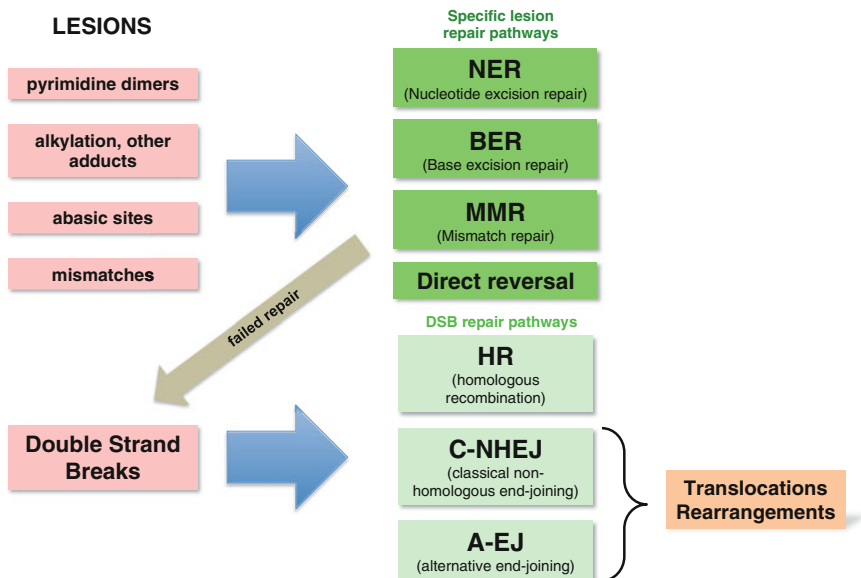 LESIONS
pyrimidine dimers
alkylation, other
adducts
abasic sites
mismatches
failed repair
Double Strand
Breaks
Specific lesion
repair pathways
NER
(Nucleotide excision repair)
BER
(Base excision repair)
MMR
(Mismatch repair)
Direct reversal
DSB repair pathways
HR
(homologous
recombination)
C-NHEJ
(classical non-
homologous end-joining)
A-EJ
(alternative end-joining)
Translocations
Rearrangements